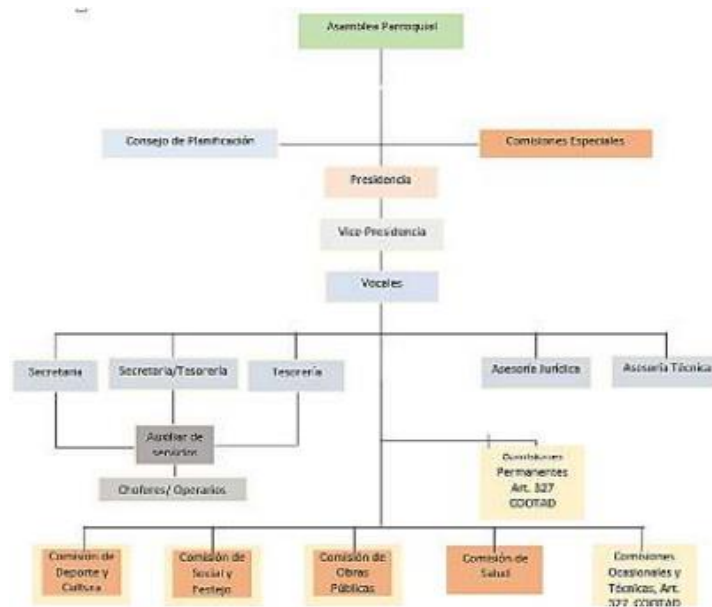 Asamblea Parroquial
Consejo de Planificación
Comisiones Especiales
Presidencia
Vice-Presidencia
Vocales
Secretaria
Secretaria/Tesorería
Tesorería
Asesoría Jurídica
Asesoría Técnica
Auxiliar de
servicios
Choferes/ Operarios
Comisiones
Permanentes
Art. 327
COOTAD
Comisión de
Deporte y
Cultura
Comisión de
Social y
Festejo
Comisión de
Obras
Públicas
Comisión de
Salud
Comisiones
Ocasionales y
Técnicas, Art.
327 COOTAD